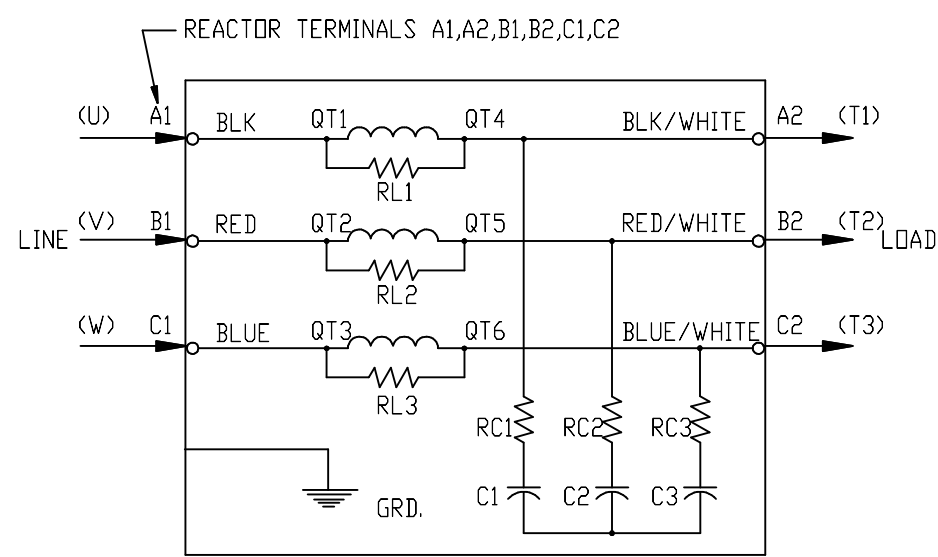 REACTOR TERMINALS A1,A2,B1,B2,C1,C2
(U) A1 BLK QT1 QT4 BLK/WHITE A2 (T1)
RL1
LINE (V) B1 RED QT2 QT5 RED/WHITE B2 (T2) LOAD
RL2
(W) C1 BLUE QT3 QT6 BLUE/WHITE C2 (T3)
RL3
RC1 RC2 RC3
GRD. C1 C2 C3